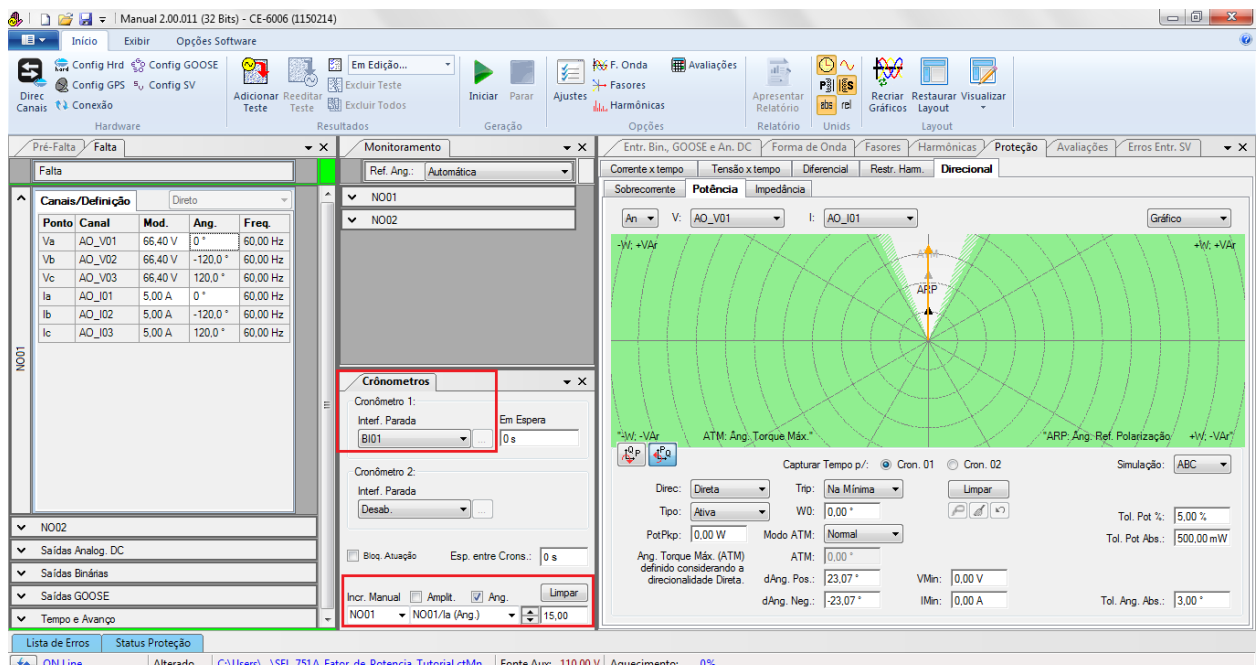 Manual 2.00.011 (32 Bits) - CE-6006 (1150214)
Início Exibir Opções Software
Direc Canais
Config Hrd Config GOOSE
Config GPS Config SV
Conexão
Hardware
Adicionar Teste
Reeditar Teste
Em Edição...
Excluir Teste
Excluir Todos
Resultados
Iniciar Parar
Geração
Ajustes
F. Onda Avaliações
Fasores
Harmônicas
Opções
Apresentar Relatório
Relatório
abs rel
Unids
Recriar Gráficos
Restaurar Layout
Visualizar
Layout
Pré-Falta Falta
Falta
NO01
Canais/Definição Direto
Ponto Canal Mod. Ang. Freq.
Va AO_V01 66,40 V 0 ° 60,00 Hz
Vb AO_V02 66,40 V -120,0 ° 60,00 Hz
Vc AO_V03 66,40 V 120,0 ° 60,00 Hz
Ia AO_I01 5,00 A 0 ° 60,00 Hz
Ib AO_I02 5,00 A -120,0 ° 60,00 Hz
Ic AO_I03 5,00 A 120,0 ° 60,00 Hz
NO02
Saídas Analog. DC
Saídas Binárias
Saídas GOOSE
Tempo e Avanço
Monitoramento
Ref. Ang.: Automática
NO01
NO02
Crônometros
Cronômetro 1:
Interf. Parada Em Espera
BI01 ... 0 s
Cronômetro 2:
Interf. Parada
Desab. ...
Bloq. Atuação Esp. entre Crons.: 0 s
Incr. Manual Amplit. Ang. Limpar
NO01 NO01/Ia (Ang.) 15,00
Entr. Bin., GOOSE e An. DC Forma de Onda Fasores Harmônicas Proteção Avaliações Erros Entr. SV
Corrente x tempo Tensão x tempo Diferencial Restr. Harm. Direcional
Sobrecorrente Potência Impedância
An V: AO_V01 I: AO_I01 Gráfico
-W; +VAr +W; +VAr
ATM
ARP
"-W; -VAr ATM: Âng. Torque Máx." "ARP: Âng. Ref. Polarização +W; -VAr"
Capturar Tempo p/: Cron. 01 Cron. 02 Simulação: ABC
Direc: Direta Trip: Na Mínima Limpar
Tipo: Ativa W0: 0,00 ° Tol. Pot %: 5,00 %
PotPkp: 0,00 W Modo ATM: Normal Tol. Pot Abs.: 500,00 mW
Ang. Torque Máx. (ATM) ATM: 0,00 °
definido considerando a
direcionalidade Direta. dAng. Pos.: 23,07 ° VMin: 0,00 V
dAng. Neg.: -23,07 ° IMin: 0,00 A Tol. Ang. Abs.: 3,00 °
Lista de Erros Status Proteção
ON Line Alterado C:\Users\...\SEL_751A_Fator_de_Potencia_Tutorial.ctMn Fonte Aux: 110,00 V Aquecimento: 0%